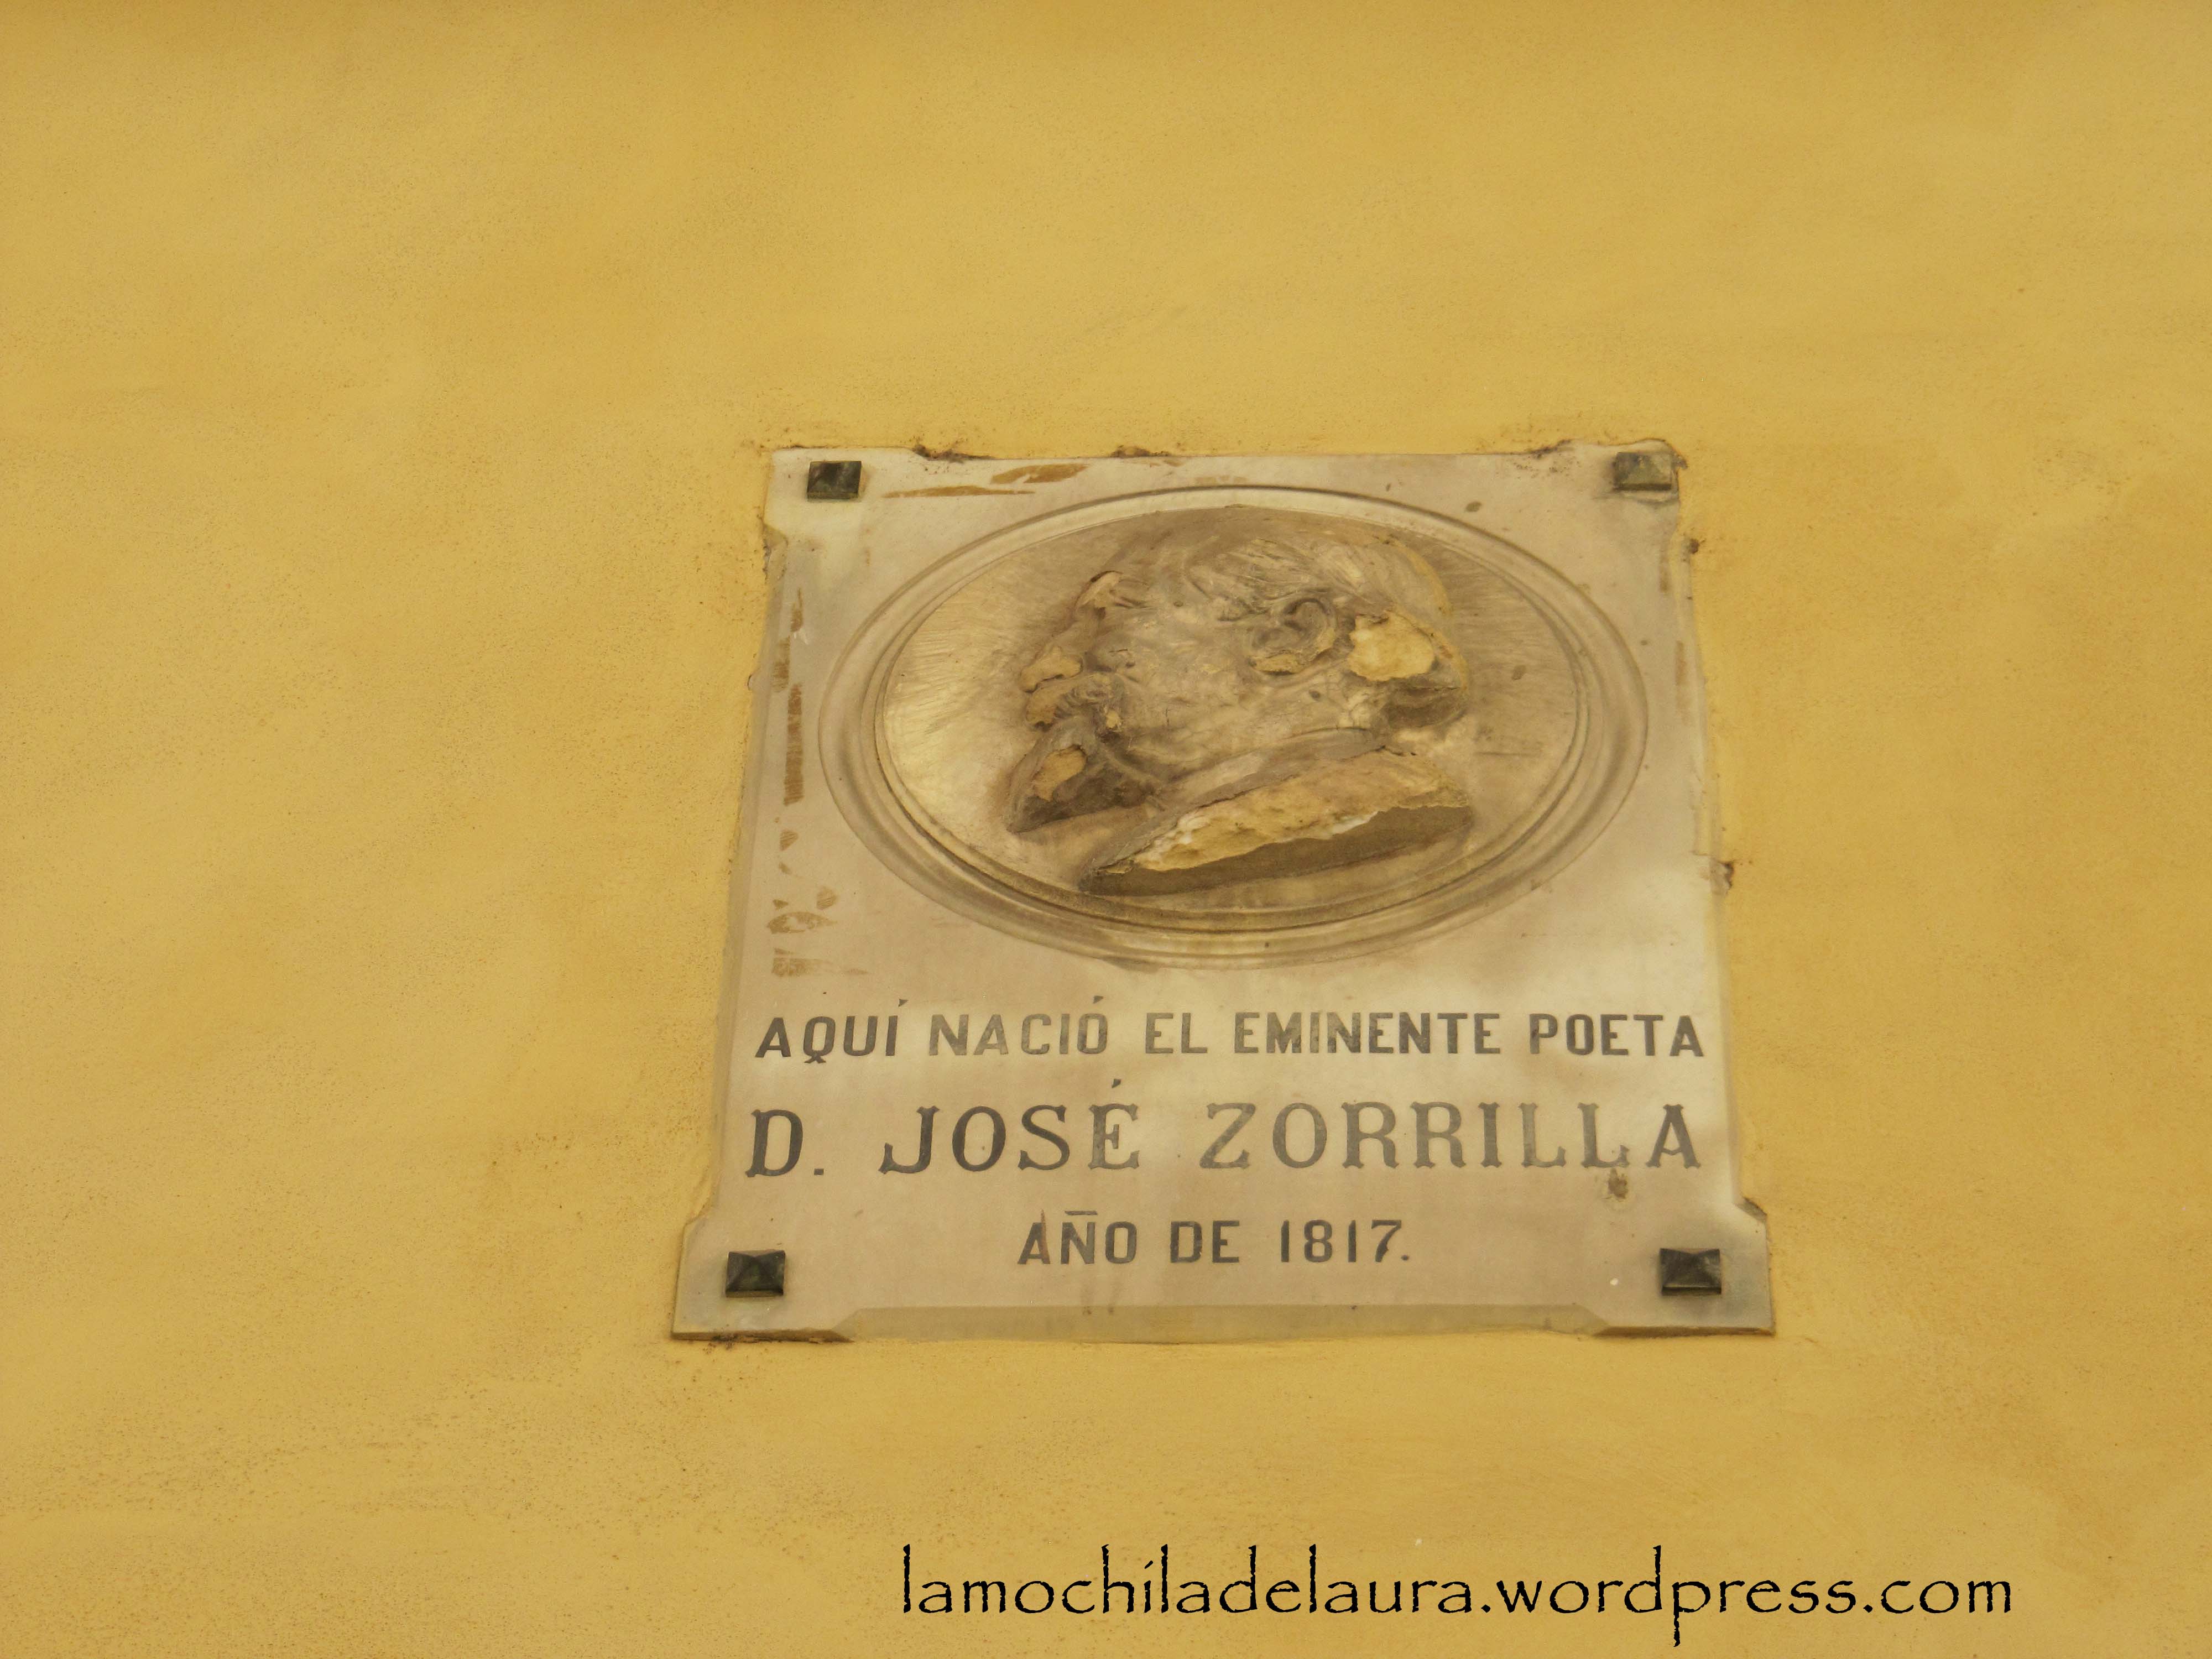 AQUÍ NACIÓ EL EMINENTE POETA
D. JOSÉ ZORRILLA
AÑO DE 1817.
lamochiladelaura.wordpress.com